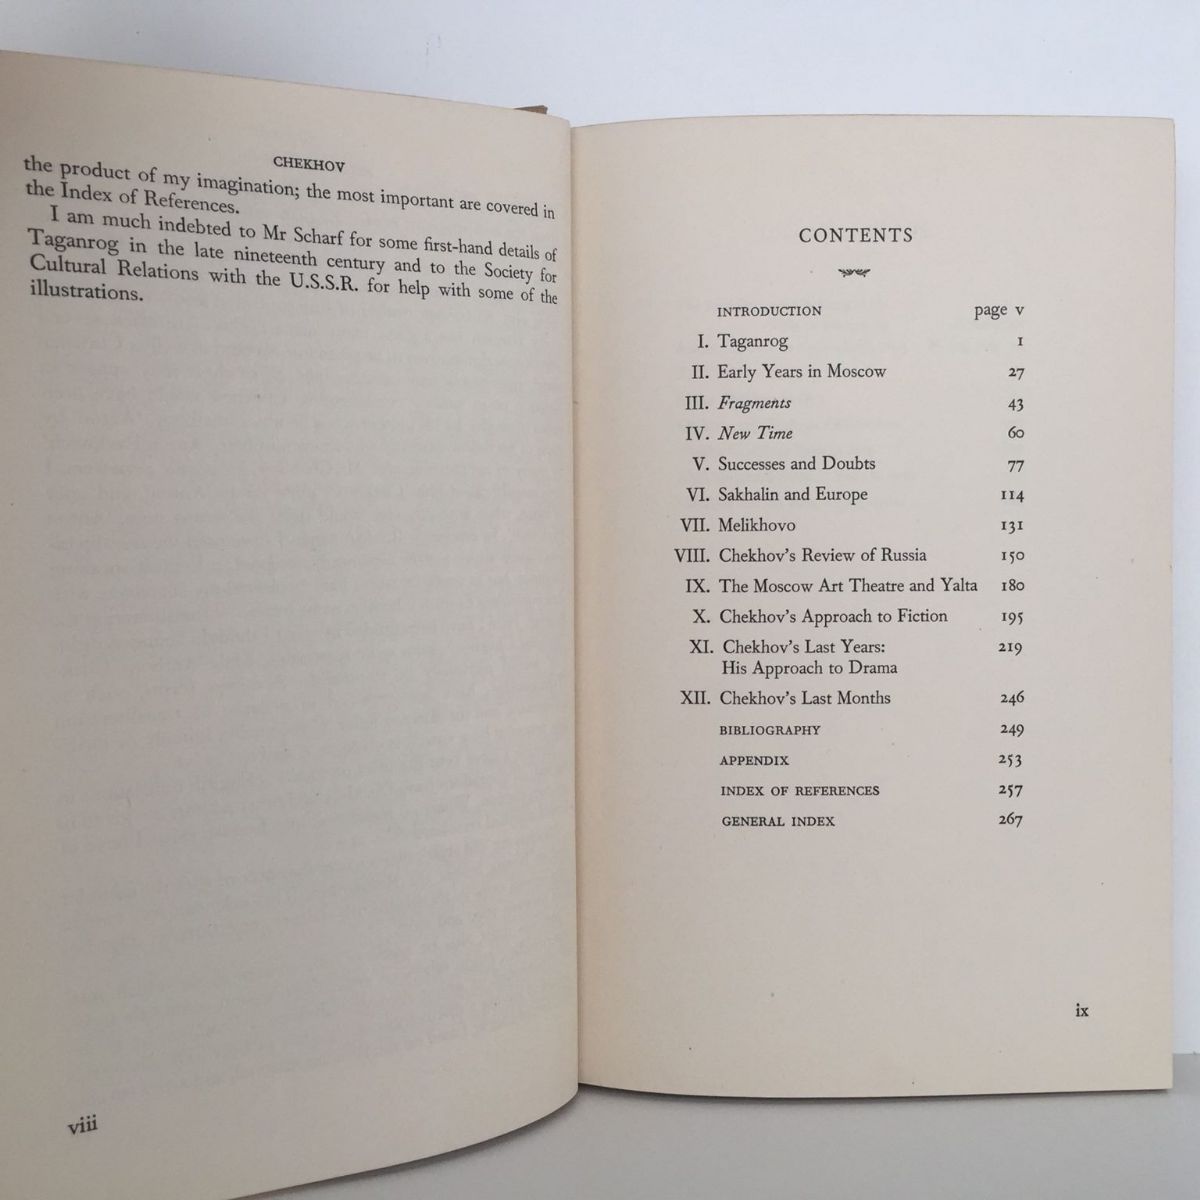 CHEKHOV
the product of my imagination; the most important are covered in
the Index of References.
I am much indebted to Mr Scharf for some first-hand details of
Taganrog in the late nineteenth century and to the Society for
Cultural Relations with the U.S.S.R. for help with some of the
illustrations.
viii
CONTENTS
INTRODUCTION page v
I. Taganrog 1
II. Early Years in Moscow 27
III. Fragments 43
IV. New Time 60
V. Successes and Doubts 77
VI. Sakhalin and Europe 114
VII. Melikhovo 131
VIII. Chekhov's Review of Russia 150
IX. The Moscow Art Theatre and Yalta 180
X. Chekhov's Approach to Fiction 195
XI. Chekhov's Last Years: 219
His Approach to Drama
XII. Chekhov's Last Months 246
BIBLIOGRAPHY 249
APPENDIX 253
INDEX OF REFERENCES 257
GENERAL INDEX 267
ix